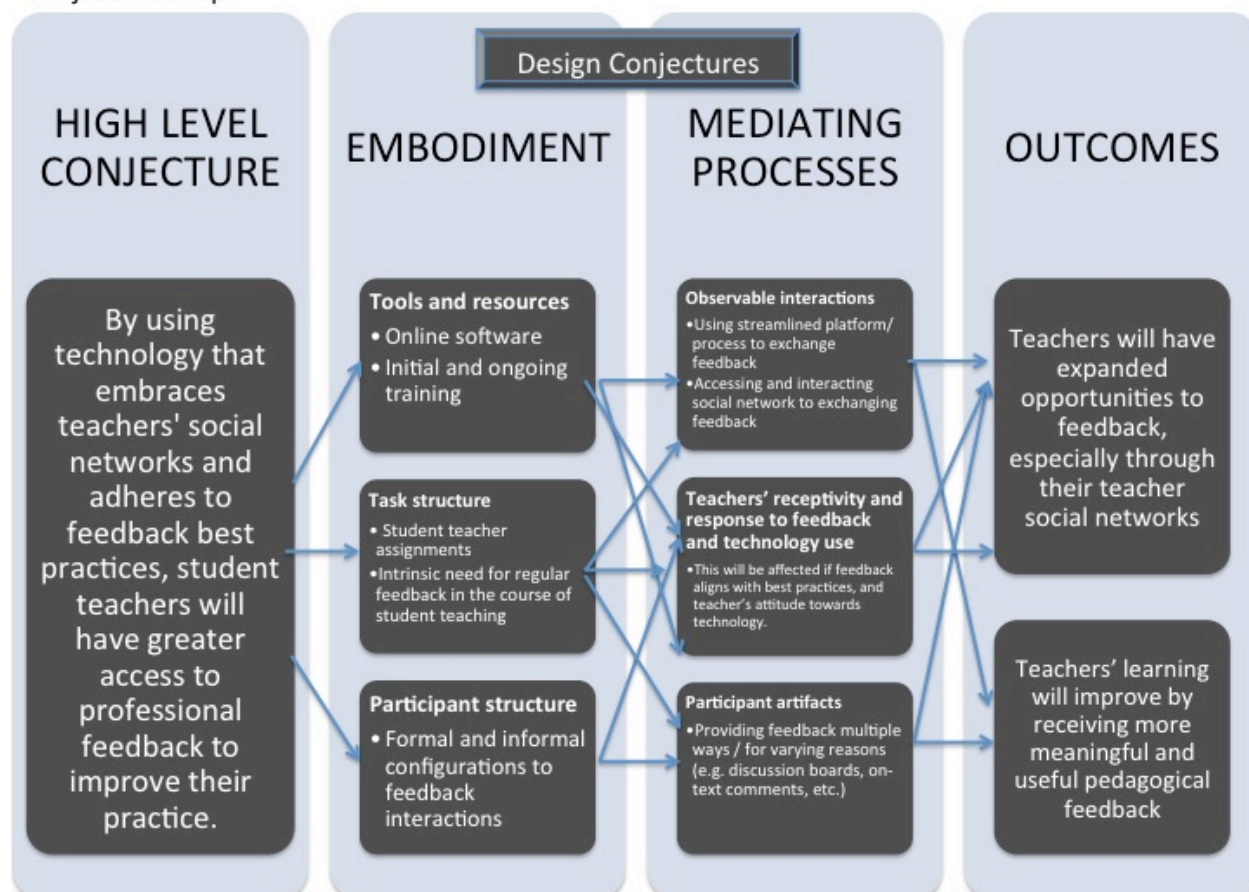 Design Conjectures
HIGH LEVEL
CONJECTURE
By using
technology that
embraces
teachers' social
networks and
adheres to
feedback best
practices, student
teachers will
have greater
access to
professional
feedback to
improve their
practice.
EMBODIMENT
Tools and resources
• Online software
• Initial and ongoing
training
Task structure
• Student teacher
assignments
•Intrinsic need for regular
feedback in the course of
student teaching
Participant structure
• Formal and informal
configurations to
feedback
interactions
MEDIATING
PROCESSES
Observable interactions
•Using streamlined platform/
process to exchange
feedback
•Accessing and interacting
social network to exchanging
feedback
Teachers' receptivity and
response to feedback
and technology use
•This will be affected if feedback
aligns with best practices, and
teacher's attitude towards
technology.
Participant artifacts
•Providing feedback multiple
ways / for varying reasons
(e.g. discussion boards, on-
text comments, etc.)
OUTCOMES
Teachers will have
expanded
opportunities to
feedback,
especially through
their teacher
social networks
Teachers' learning
will improve by
receiving more
meaningful and
useful pedagogical
feedback